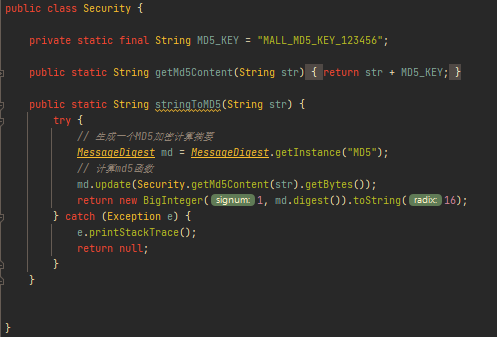 public class Security {
private static final String MD5_KEY = "MALL_MD5_KEY_123456";
public static String getMd5Content(String str) { return str + MD5_KEY; }
public static String stringToMD5(String str) {
try {
// 生成一个MD5加密计算摘要
MessageDigest md = MessageDigest.getInstance("MD5");
// 计算md5函数
md.update(Security.getMd5Content(str).getBytes());
return new BigInteger( signum: 1, md.digest()).toString( radix: 16);
} catch (Exception e) {
e.printStackTrace();
return null;
}
}
}